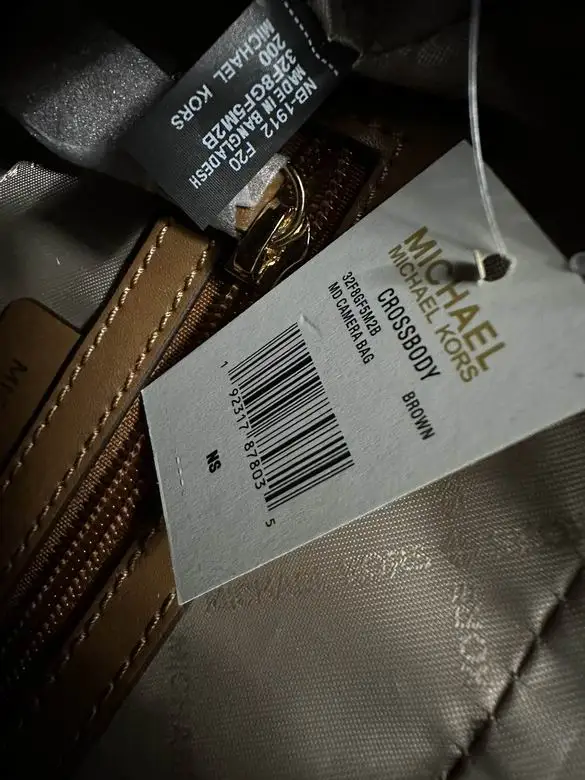 MICHAEL KORS
200
32F8GF5M2B
MADE IN BANGLADESH
NB-1912 F20
MICHAEL
MICHAEL KORS
CROSSBODY
32F8GF5M2B
MD CAMERA BAG
BROWN
1 92317 87803 5
NS